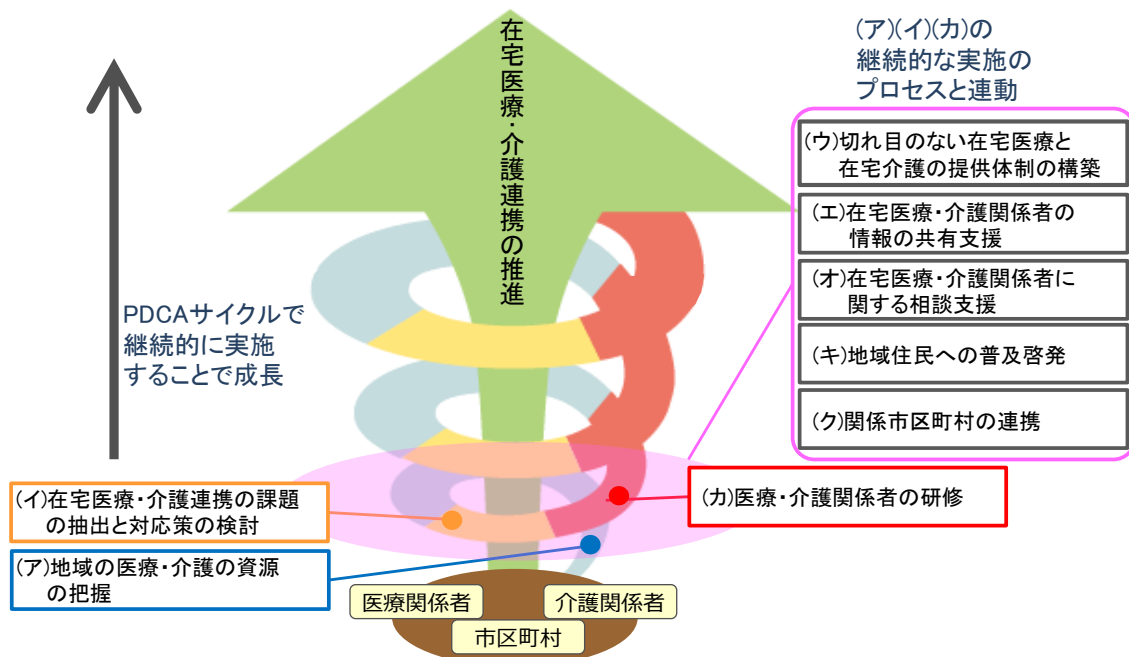 (ア)(イ)(カ)の
継続的な実施の
プロセスと連動
在宅医療・介護連携の推進
(ウ)切れ目のない在宅医療と
在宅介護の提供体制の構築
(エ)在宅医療・介護関係者の
情報の共有支援
(オ)在宅医療・介護関係者に
関する相談支援
(キ)地域住民への普及啓発
(ク)関係市区町村の連携
PDCAサイクルで
継続的に実施
することで成長
(イ)在宅医療・介護連携の課題
の抽出と対応策の検討
(カ)医療・介護関係者の研修
(ア)地域の医療・介護の資源
の把握
医療関係者
介護関係者
市区町村